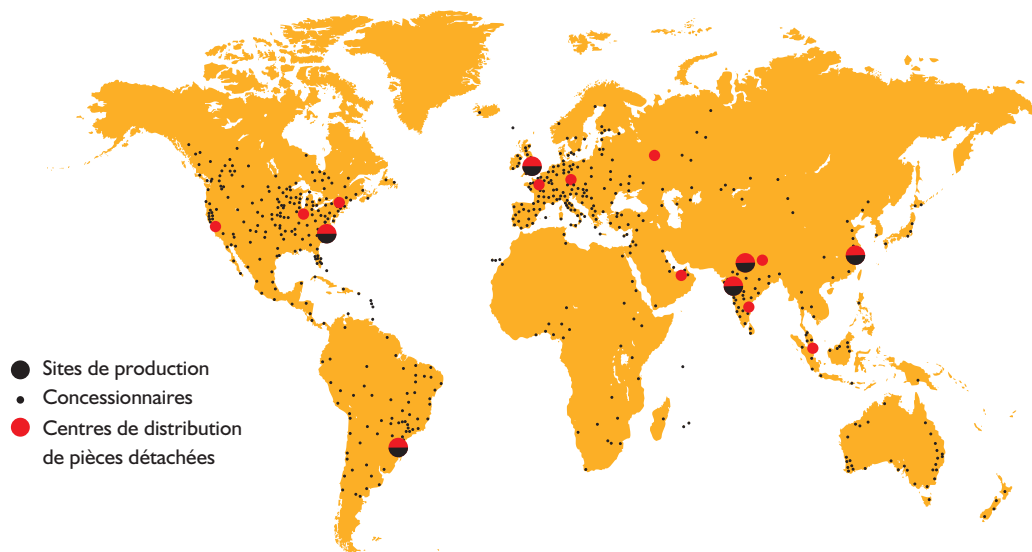 Sites de production
Concessionnaires
Centres de distribution
de pièces détachées